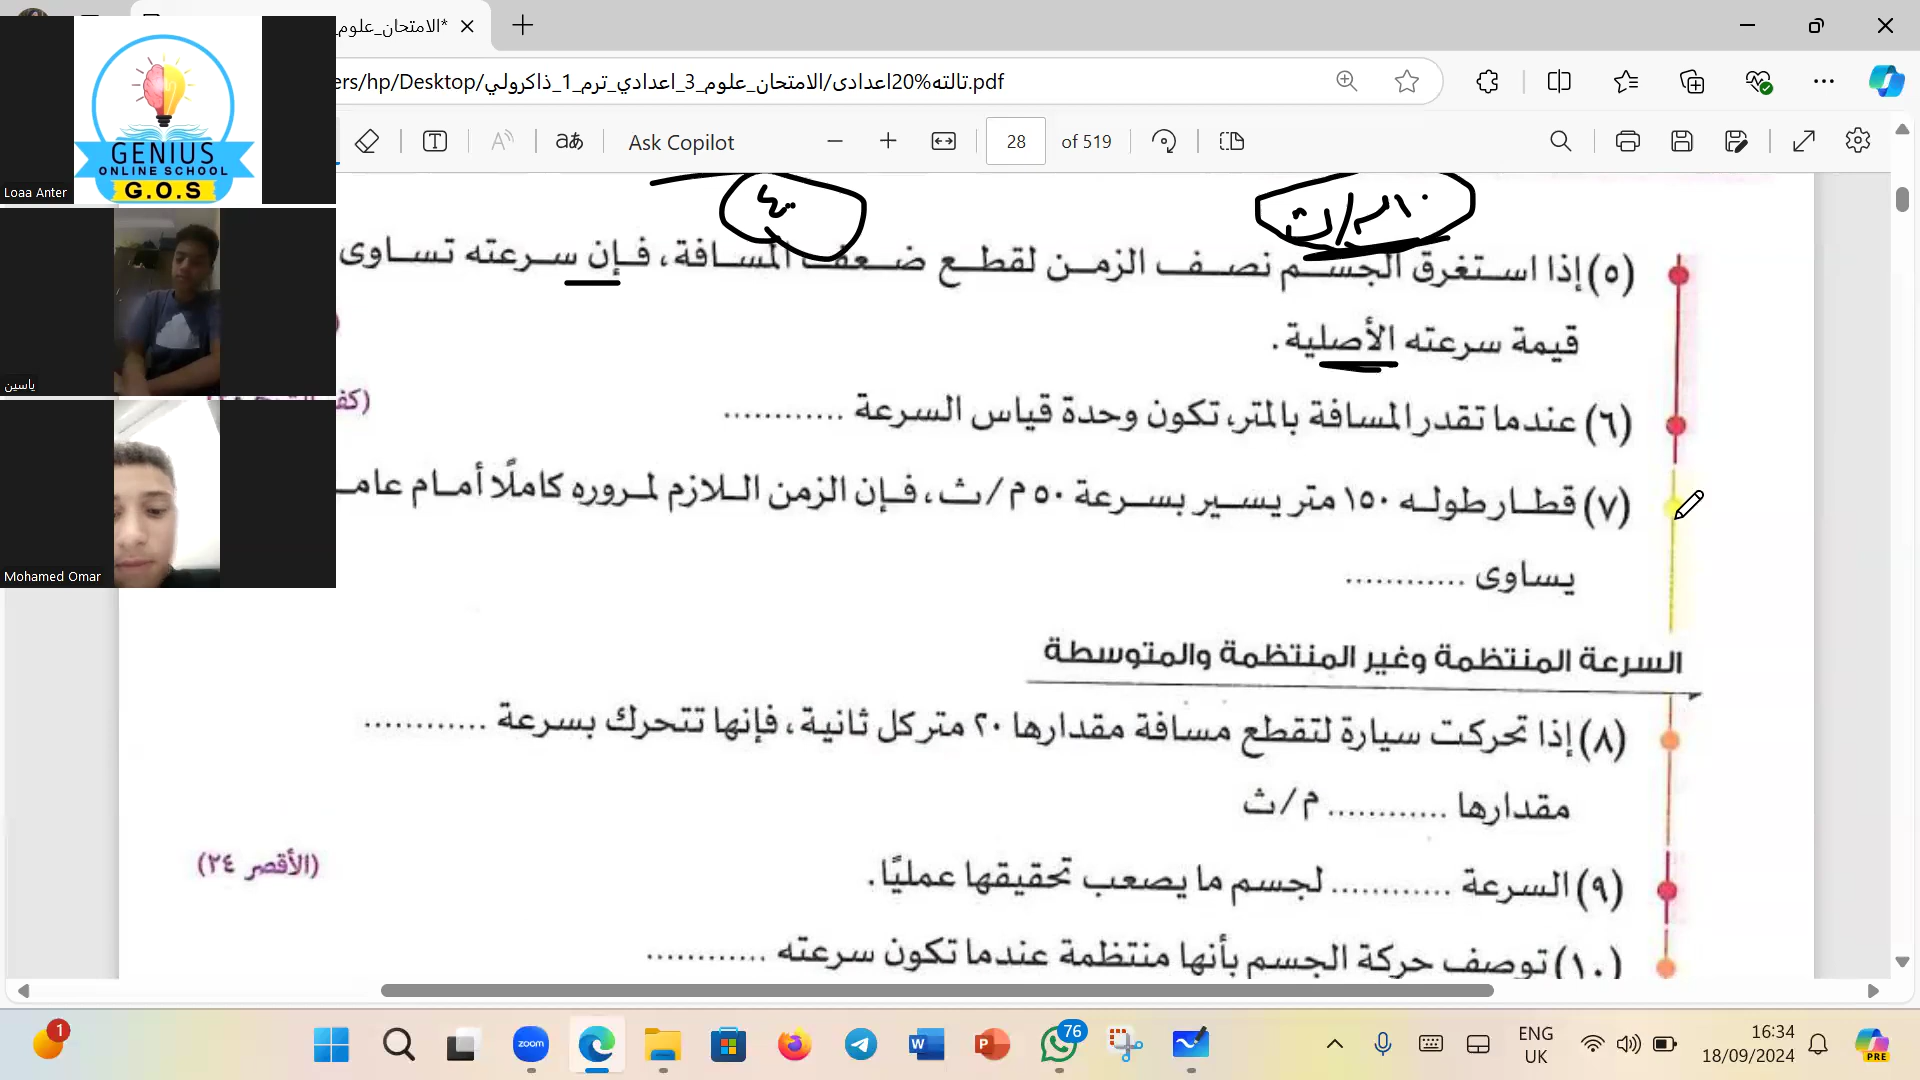 *الامتحان_علوم_
ers/hp/Desktop/تالته%20اعدادى/الامتحان_علوم_3_اعدادي_ترم_1_ذاكرولي.pdf
Ask Copilot
28
of 519
GENIUS
ONLINE SCHOOL
G.O.S
Loaa Anter
ياسين
Mohamed Omar
(٥) إذا استغرق الجسم نصف الزمن لقطع ضعف المسافة، فإن سرعته تساوى
قيمة سرعته الأصلية.
(٦) عندما تقدر المسافة بالمتر، تكون وحدة قياس السرعة ............
(٧) قطار طوله ١٥٠ متر يسير بسرعة ٥٠ م/ث، فإن الزمن اللازم لمروره كاملًا أمام عام
يساوى ............
السرعة المنتظمة وغير المنتظمة والمتوسطة
(٨) إذا تحركت سيارة لتقطع مسافة مقدارها ٢٠ متر كل ثانية، فإنها تتحرك بسرعة ............
مقدارها ............ م/ث
(٩) السرعة ............ لجسم ما يصعب تحقيقها عمليًا.
(الأقصر ٢٤)
(١٠) توصف حركة الجسم بأنها منتظمة عندما تكون سرعته ............
1
zoom
76
ENG
UK
16:34
18/09/2024
PRE